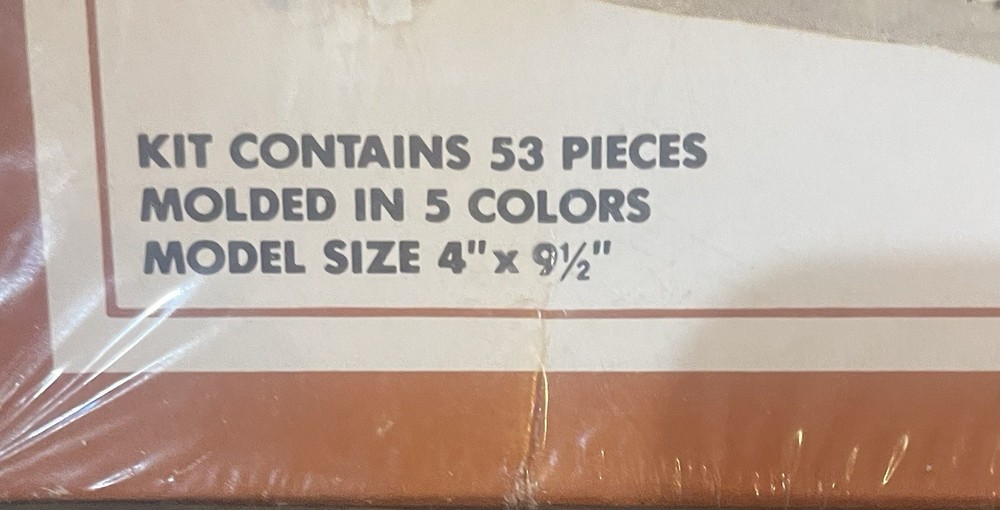 KIT CONTAINS 53 PIECES
MOLDED IN 5 COLORS
MODEL SIZE 4" x 9½"